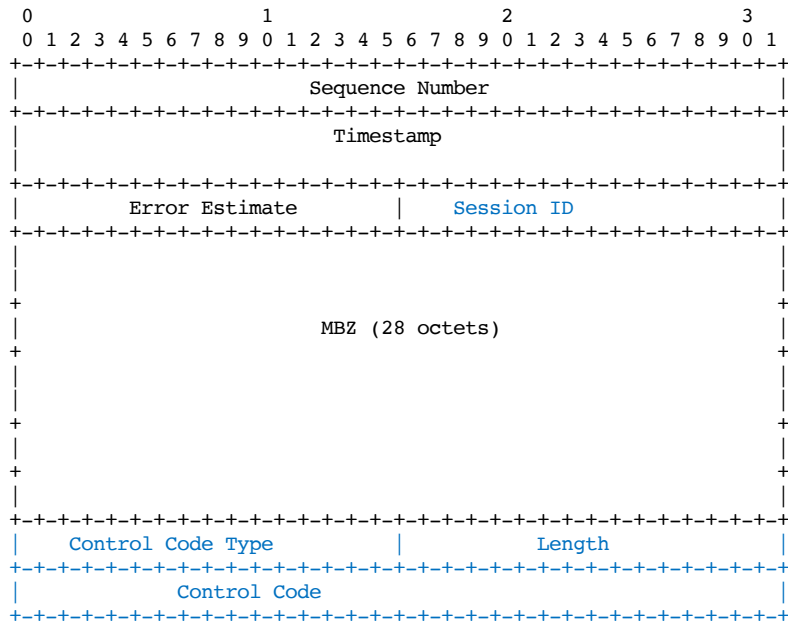 0                   1                   2                   3
0 1 2 3 4 5 6 7 8 9 0 1 2 3 4 5 6 7 8 9 0 1 2 3 4 5 6 7 8 9 0 1
+-+-+-+-+-+-+-+-+-+-+-+-+-+-+-+-+-+-+-+-+-+-+-+-+-+-+-+-+-+-+-+-+
| Sequence Number |
+-+-+-+-+-+-+-+-+-+-+-+-+-+-+-+-+-+-+-+-+-+-+-+-+-+-+-+-+-+-+-+-+
| Timestamp |
| |
+-+-+-+-+-+-+-+-+-+-+-+-+-+-+-+-+-+-+-+-+-+-+-+-+-+-+-+-+-+-+-+-+
| Error Estimate | Session ID |
+-+-+-+-+-+-+-+-+-+-+-+-+-+-+-+-+-+-+-+-+-+-+-+-+-+-+-+-+-+-+-+-+
| |
| |
+ +
| MBZ (28 octets) |
+ +
| |
| |
+ +
| |
+ +
| |
+-+-+-+-+-+-+-+-+-+-+-+-+-+-+-+-+-+-+-+-+-+-+-+-+-+-+-+-+-+-+-+-+
| Control Code Type | Length |
+-+-+-+-+-+-+-+-+-+-+-+-+-+-+-+-+-+-+-+-+-+-+-+-+-+-+-+-+-+-+-+-+
| Control Code |
+-+-+-+-+-+-+-+-+-+-+-+-+-+-+-+-+-+-+-+-+-+-+-+-+-+-+-+-+-+-+-+-+